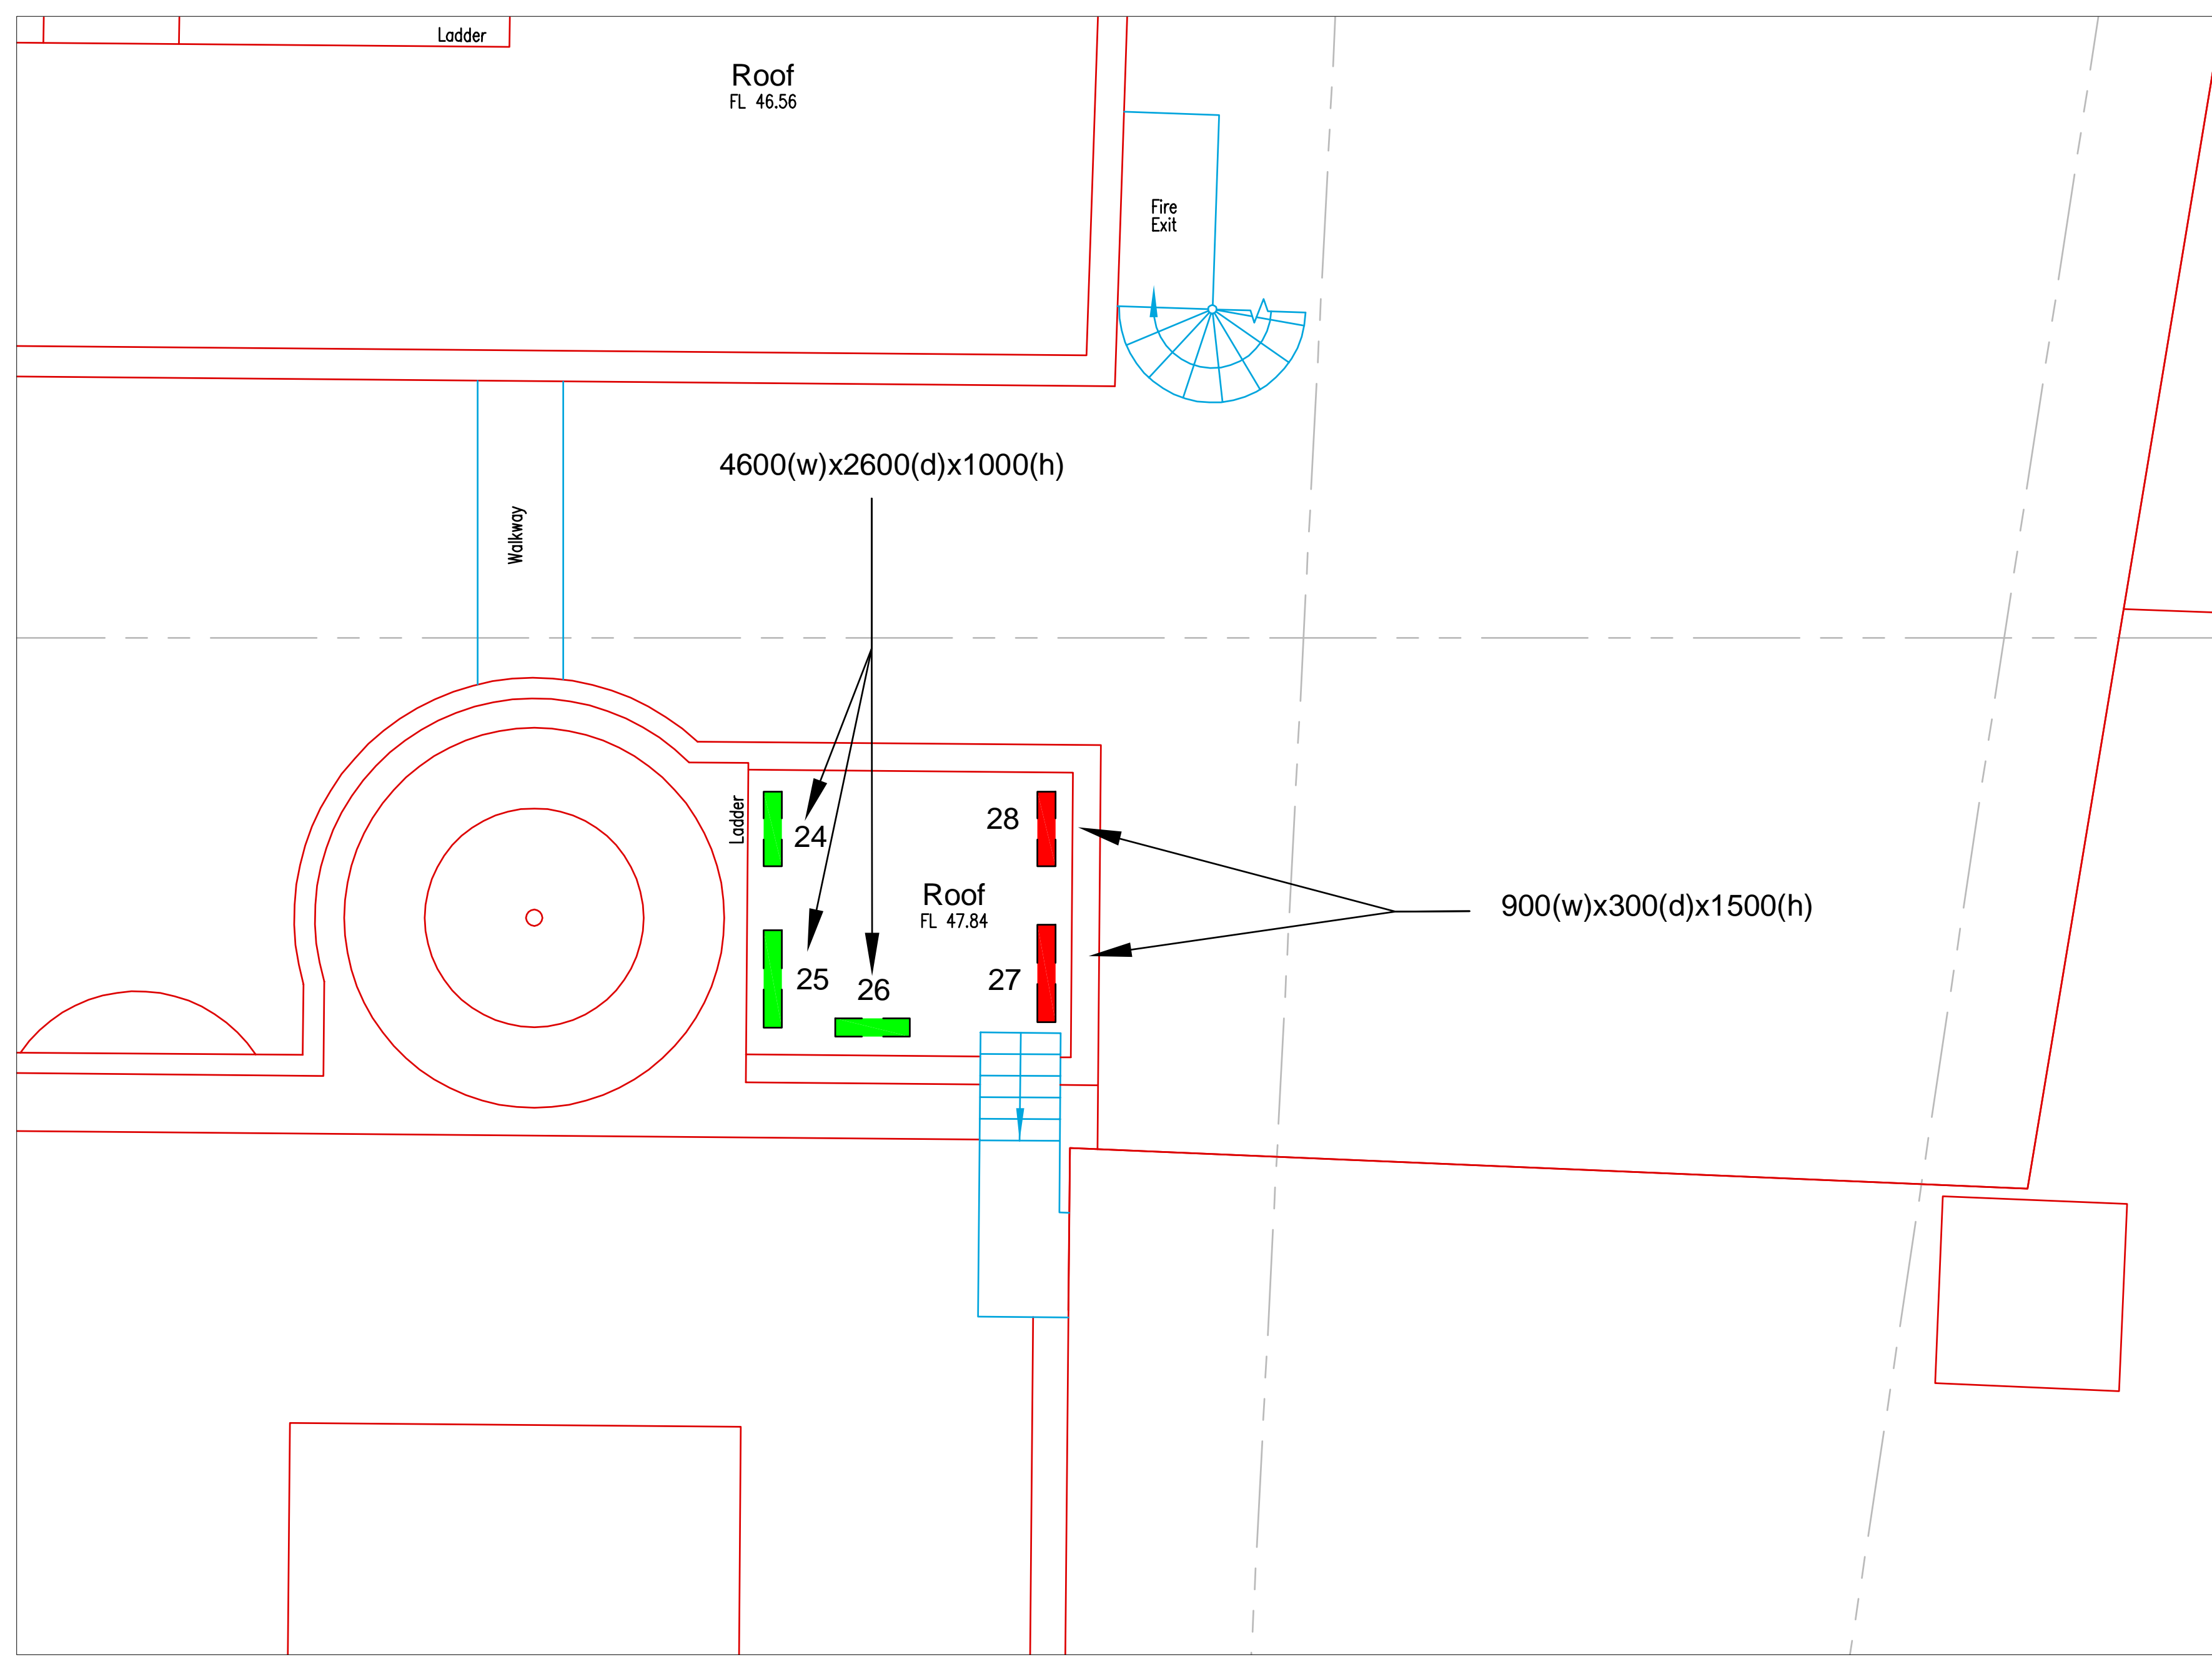 Ladder
Roof
FL 46.56
Fire
Exit
4600(w)x2600(d)x1000(h)
Walkway
Ladder
24
28
Roof
FL 47.84
900(w)x300(d)x1500(h)
25
26
27